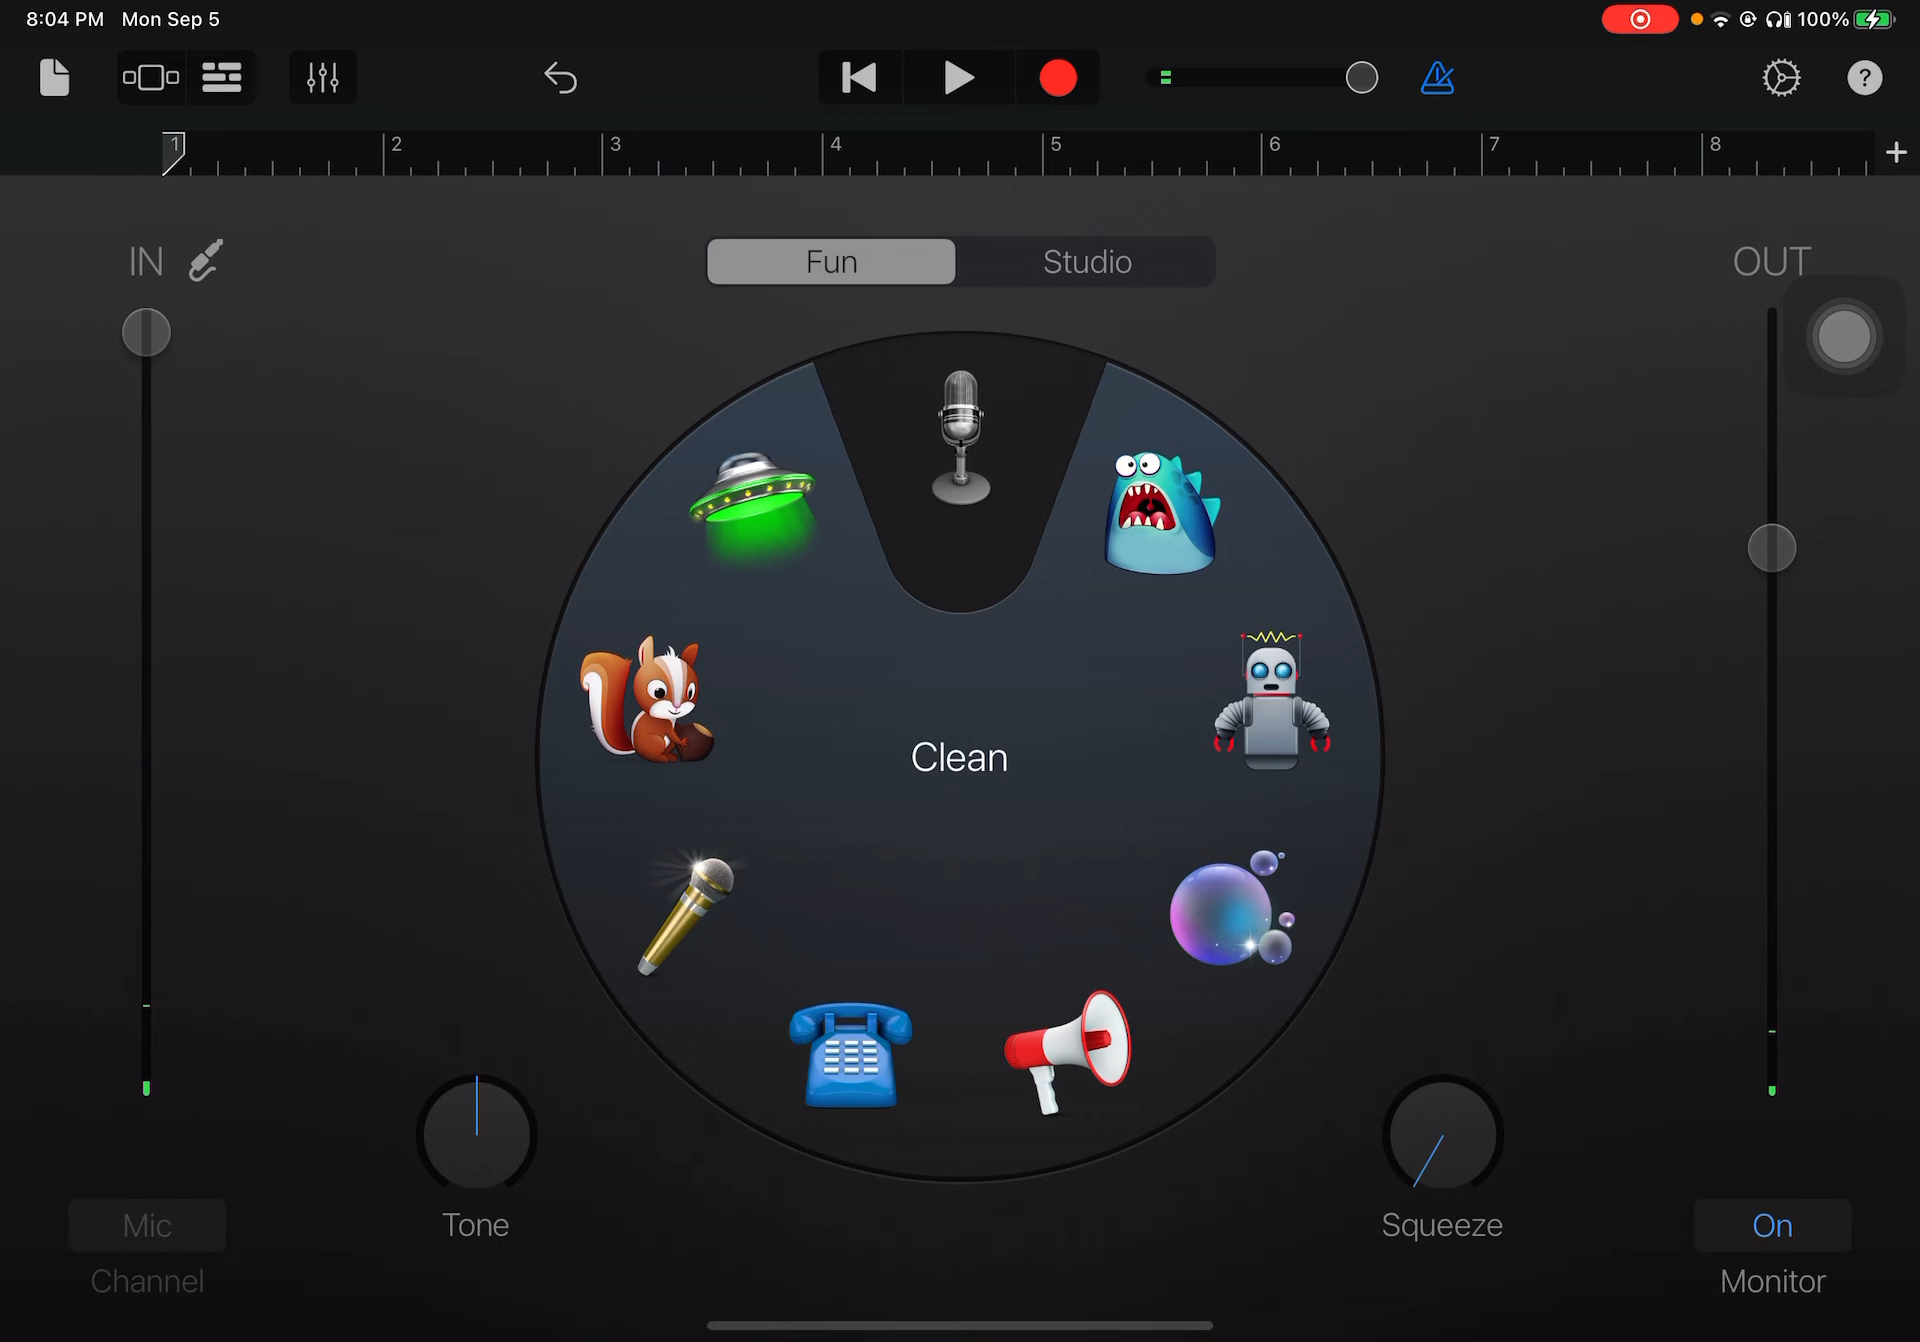 8:04 PM Mon Sep 5
100%
?
1 2 3 4 5 6 7 8 +
IN
Fun Studio
OUT
Clean
Mic
Tone
Squeeze
On
Channel
Monitor